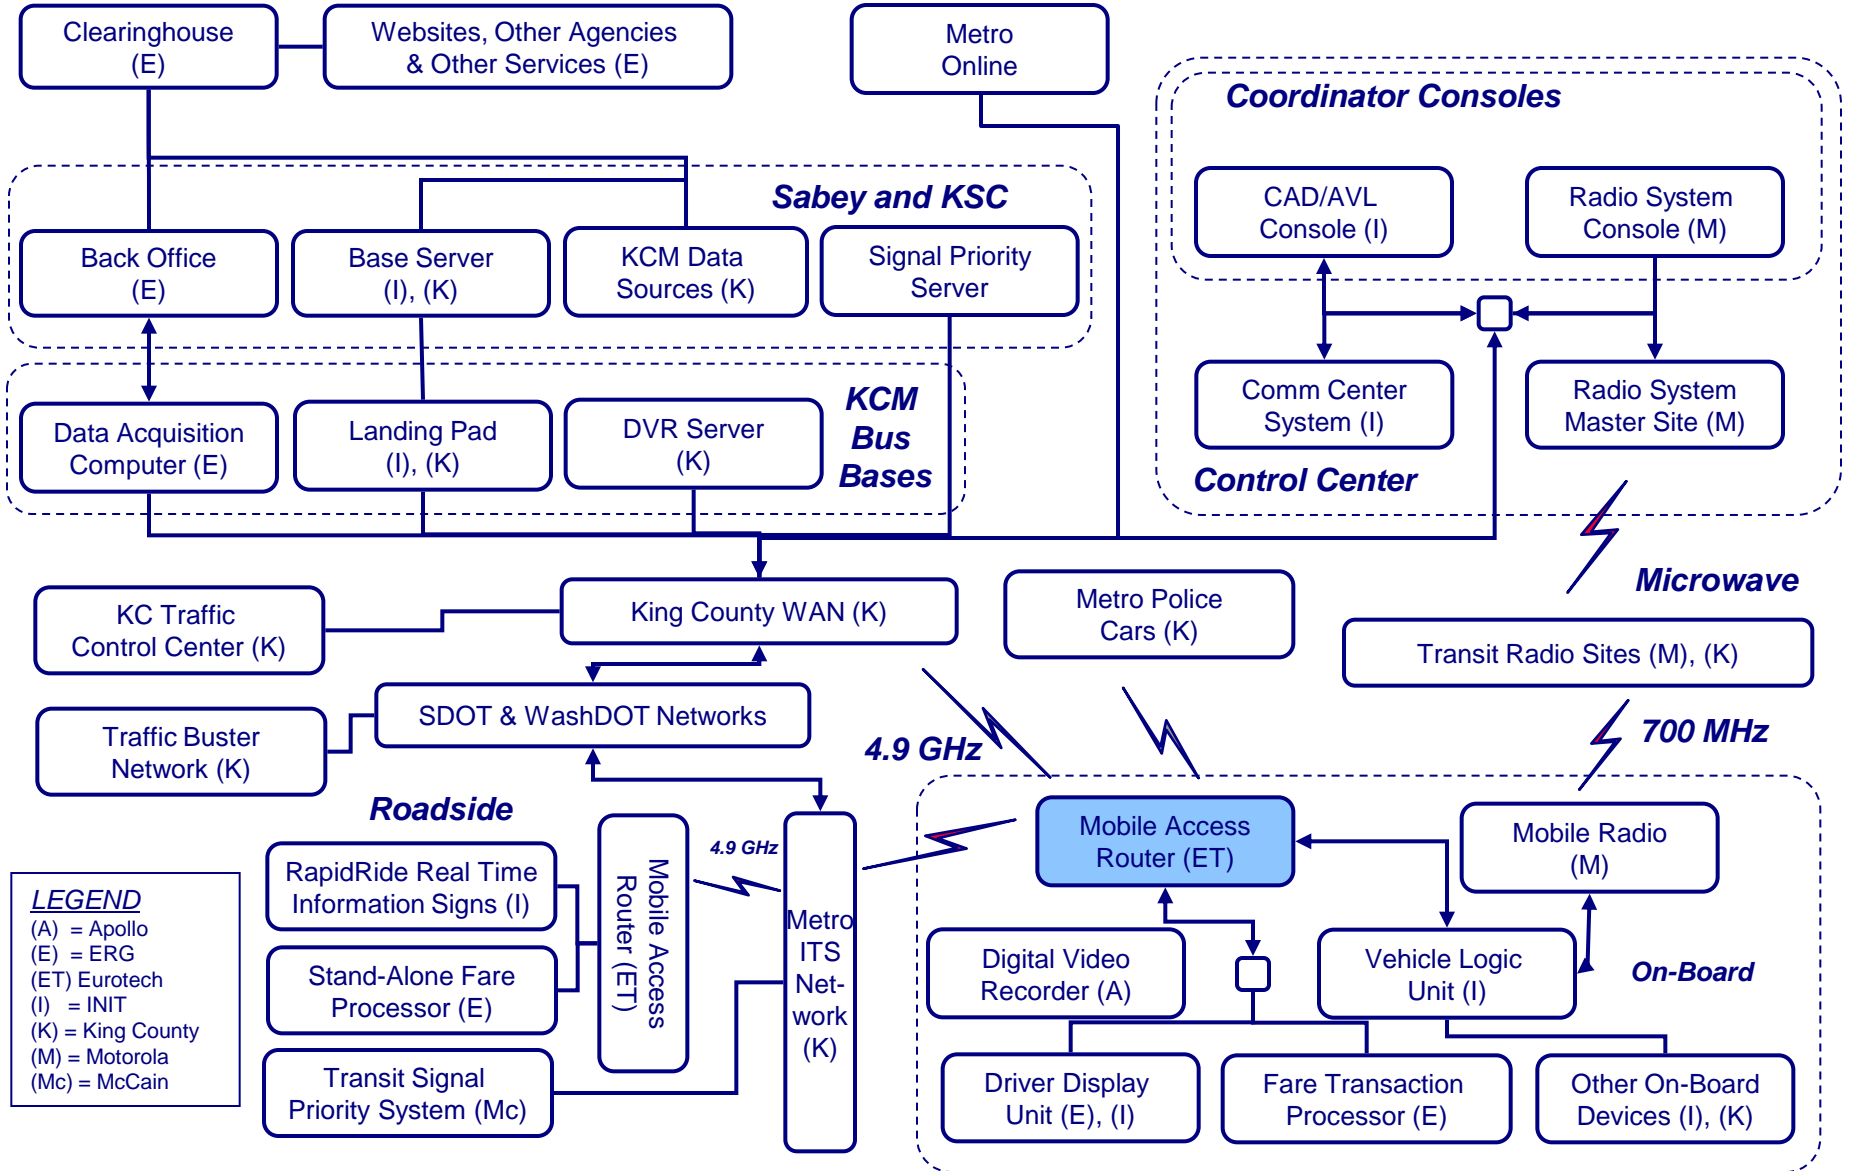 Clearinghouse
(E)
Websites, Other Agencies
& Other Services (E)
Metro
Online
Coordinator Consoles
CAD/AVL
Console (I)
Radio System
Console (M)
Sabey and KSC
Back Office
(E)
Base Server
(I), (K)
KCM Data
Sources (K)
Signal Priority
Server
Comm Center
System (I)
Radio System
Master Site (M)
Control Center
Data Acquisition
Computer (E)
Landing Pad
(I), (K)
DVR Server
(K)
KCM
Bus
Bases
KC Traffic
Control Center (K)
King County WAN (K)
Metro Police
Cars (K)
Microwave
Transit Radio Sites (M), (K)
Traffic Buster
Network (K)
SDOT & WashDOT Networks
4.9 GHz
700 MHz
Roadside
RapidRide Real Time
Information Signs (I)
Stand-Alone Fare
Processor (E)
Transit Signal
Priority System (Mc)
Mobile Access
Router (ET)
4.9 GHz
Metro
ITS
Net-
work
(K)
Mobile Access
Router (ET)
Mobile Radio
(M)
Digital Video
Recorder (A)
Vehicle Logic
Unit (I)
On-Board
Driver Display
Unit (E), (I)
Fare Transaction
Processor (E)
Other On-Board
Devices (I), (K)
LEGEND
(A) = Apollo
(E) = ERG
(ET) Eurotech
(I) = INIT
(K) = King County
(M) = Motorola
(Mc) = McCain